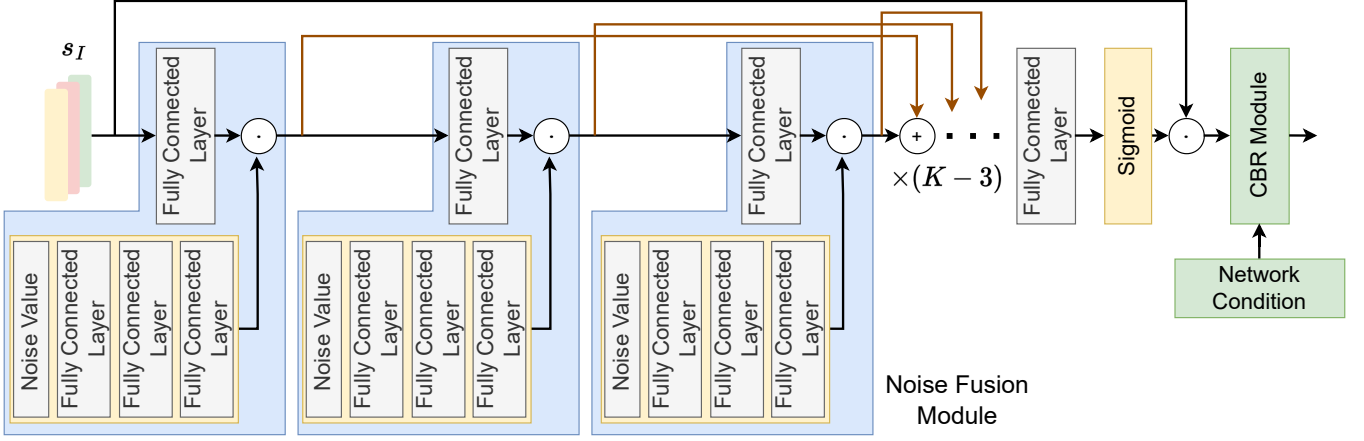 s_I
Fully Connected
Layer
·
Fully Connected
Layer
·
Fully Connected
Layer
·
+
· · ·
×(K − 3)
Fully Connected
Layer
Sigmoid
·
CBR Module
Network
Condition
Noise Value
Fully Connected
Layer
Fully Connected
Layer
Fully Connected
Layer
Noise Value
Fully Connected
Layer
Fully Connected
Layer
Fully Connected
Layer
Noise Value
Fully Connected
Layer
Fully Connected
Layer
Fully Connected
Layer
Noise Fusion
Module